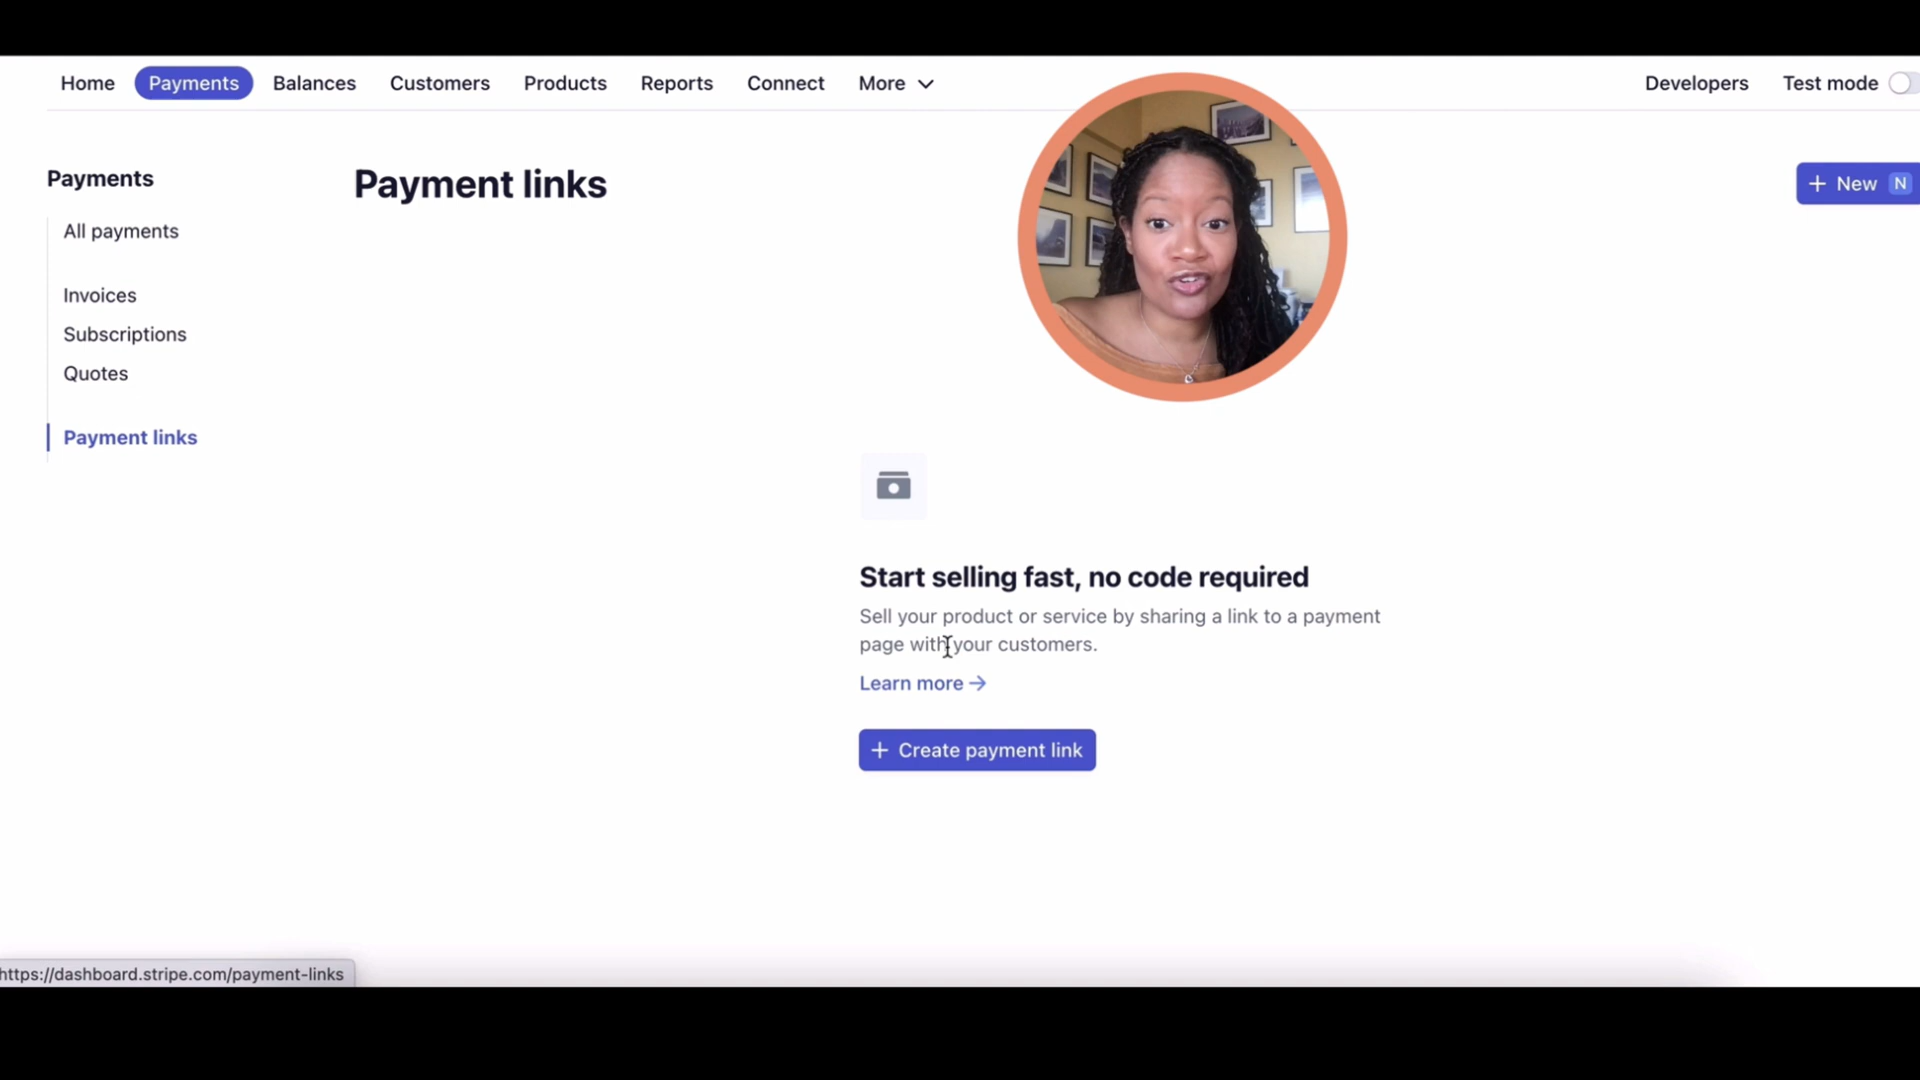 Home Payments Balances Customers Products Reports Connect More Developers Test mode
Payments
All payments
Invoices
Subscriptions
Quotes
Payment links
Payment links
+ New N
Start selling fast, no code required
Sell your product or service by sharing a link to a payment
page with your customers.
Learn more →
+ Create payment link
https://dashboard.stripe.com/payment-links